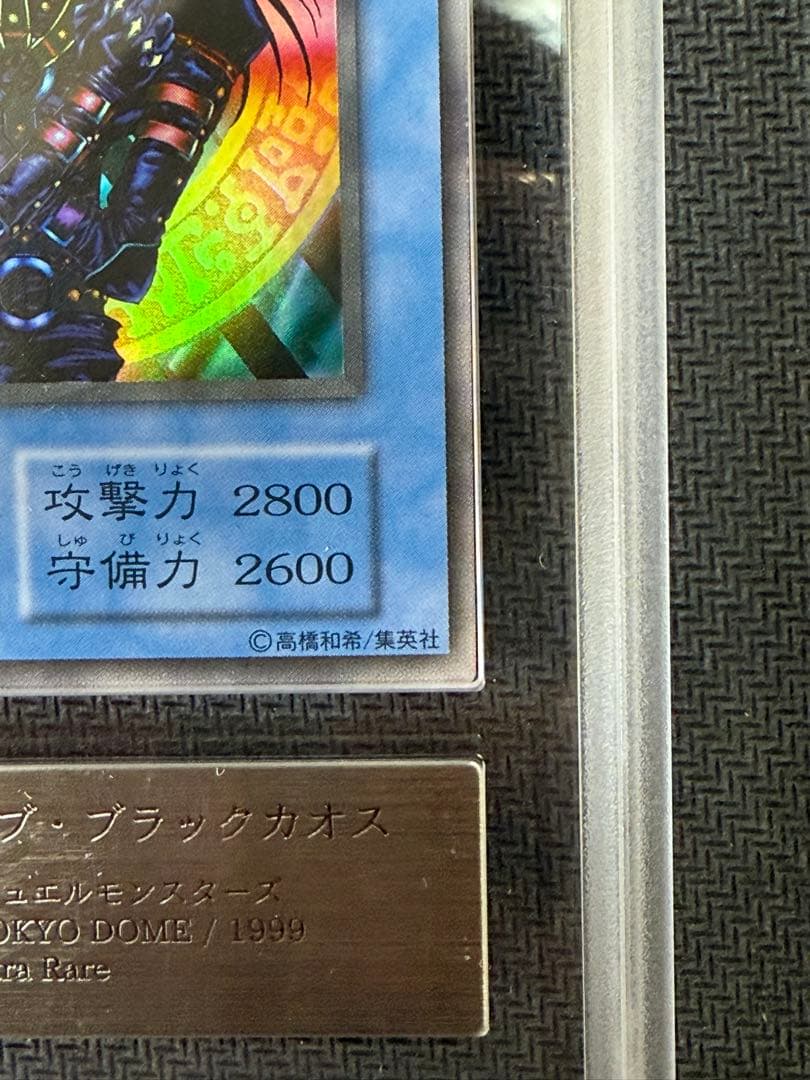 こう げき りょく
攻撃力 2800
しゅ び りょく
守備力 2600
©高橋和希/集英社
ブ・ブラックカオス
ュエルモンスターズ
OKYO DOME / 1999
ra Rare